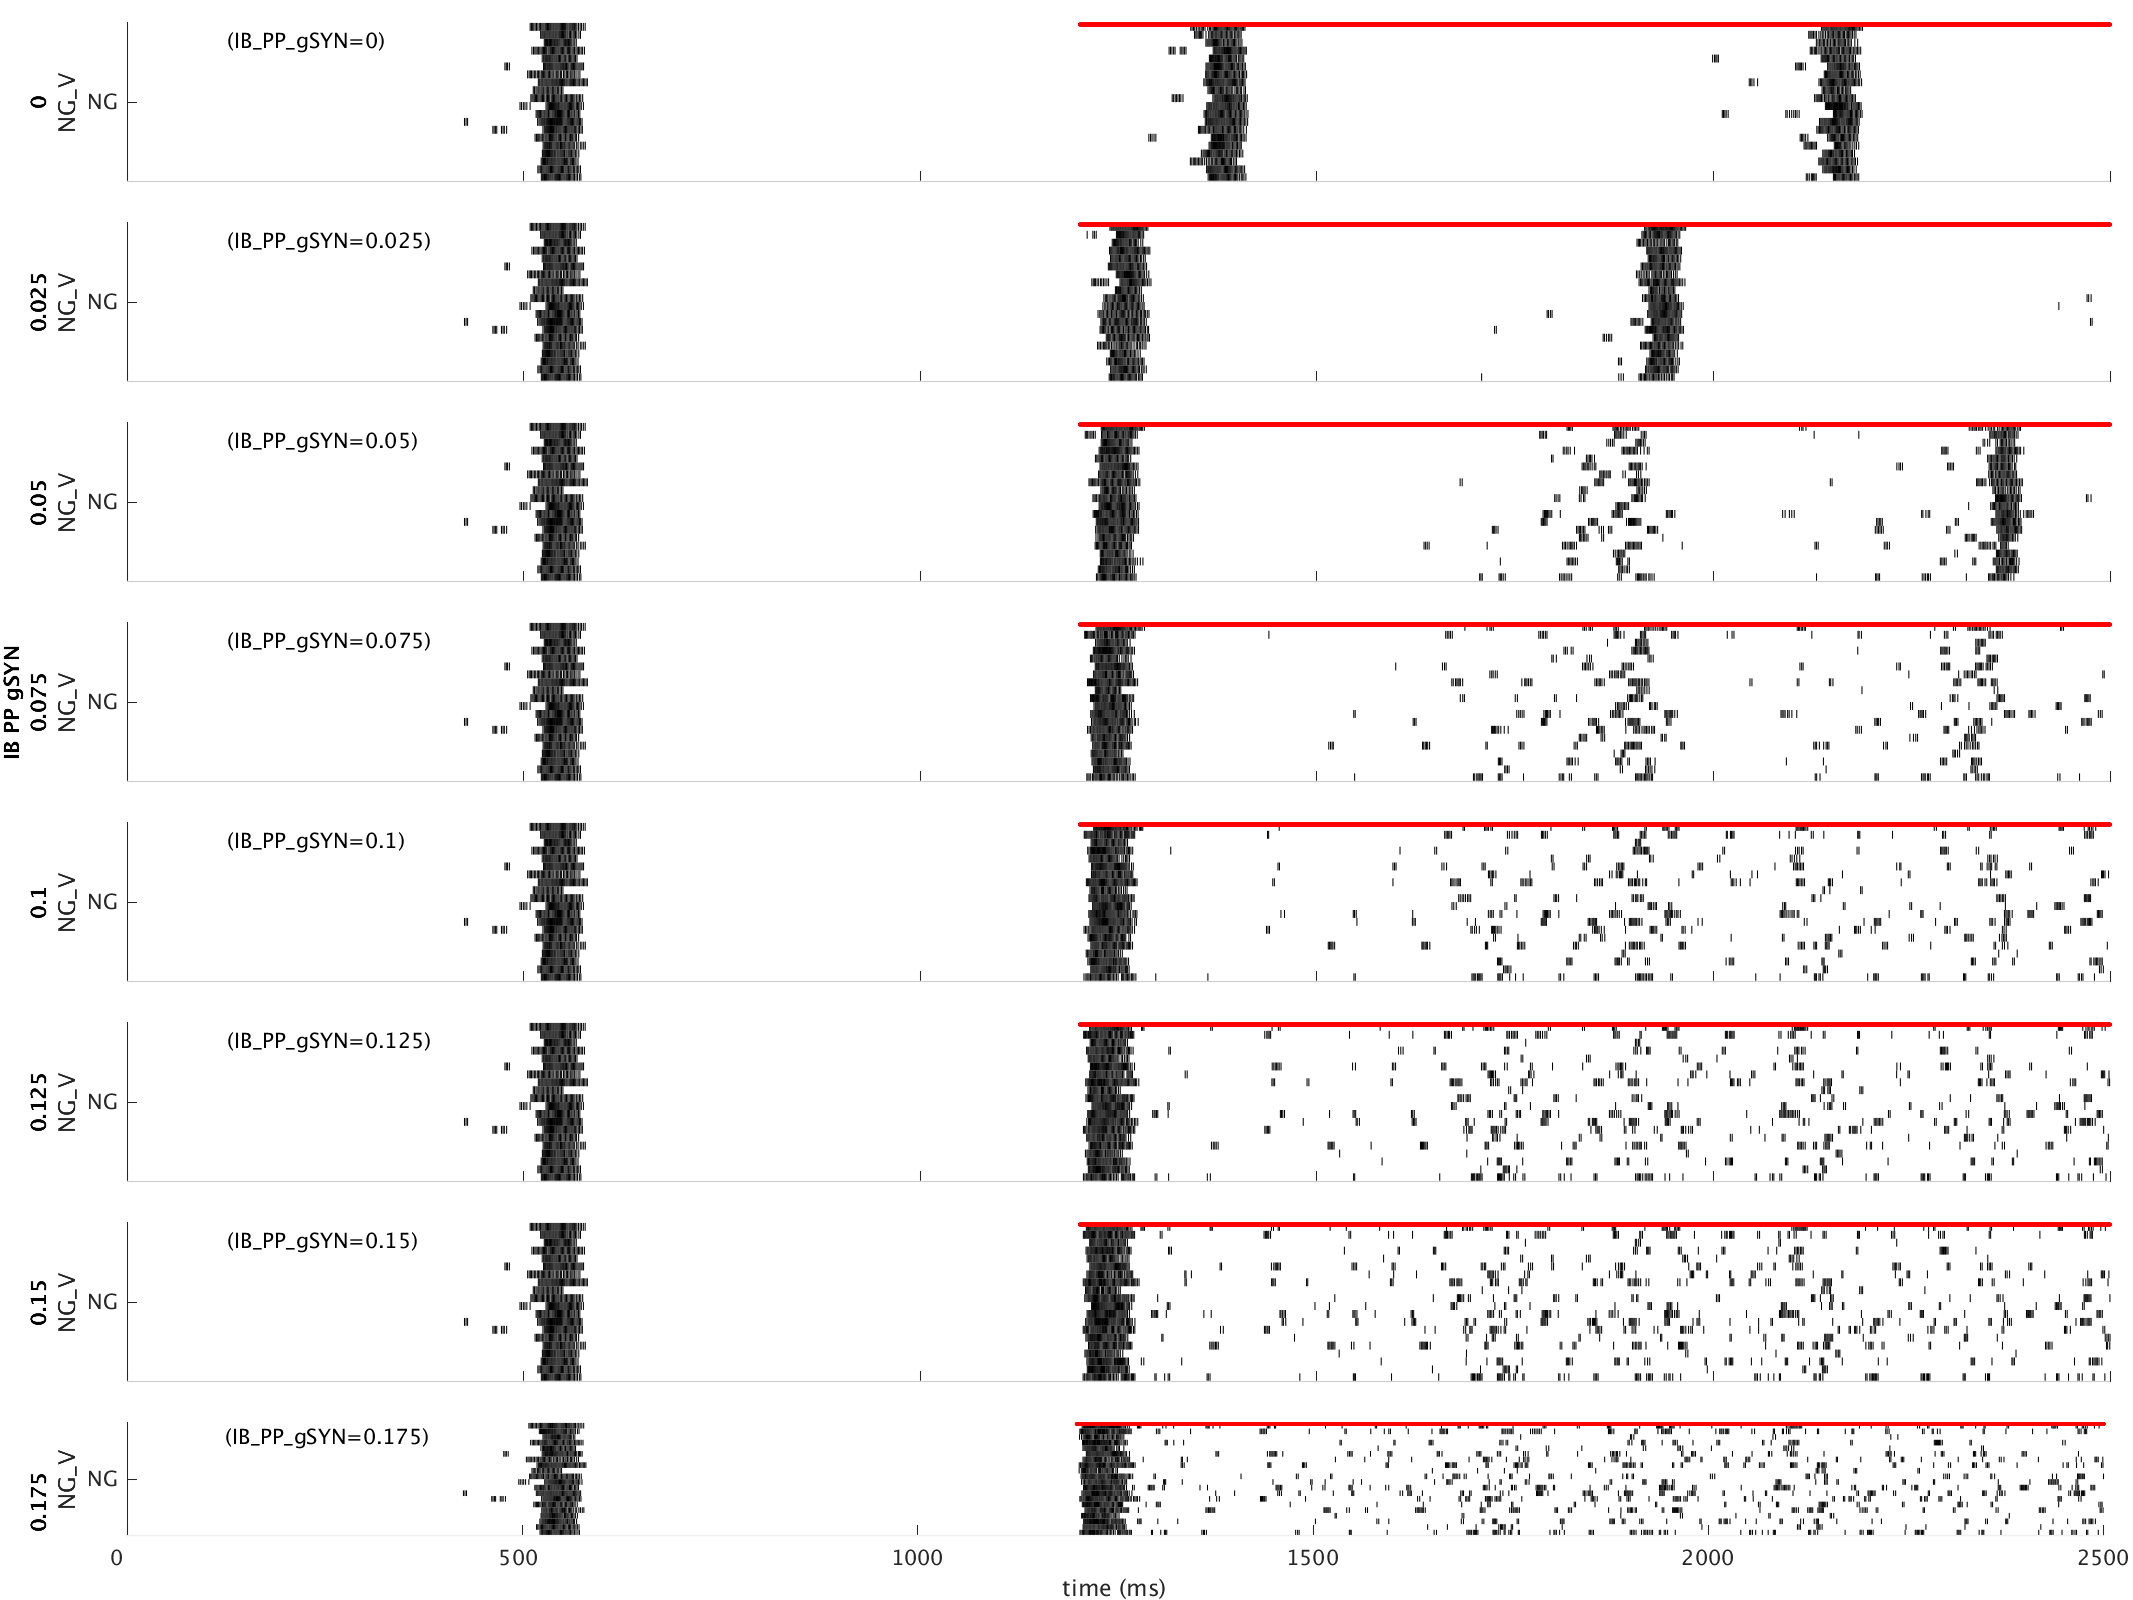 IB PP gSYN
0
NG_V
NG
(IB_PP_gSYN=0)
0.025
NG_V
NG
(IB_PP_gSYN=0.025)
0.05
NG_V
NG
(IB_PP_gSYN=0.05)
0.075
NG_V
NG
(IB_PP_gSYN=0.075)
0.1
NG_V
NG
(IB_PP_gSYN=0.1)
0.125
NG_V
NG
(IB_PP_gSYN=0.125)
0.15
NG_V
NG
(IB_PP_gSYN=0.15)
0.175
NG_V
NG
(IB_PP_gSYN=0.175)
0 500 1000 1500 2000 2500
time (ms)